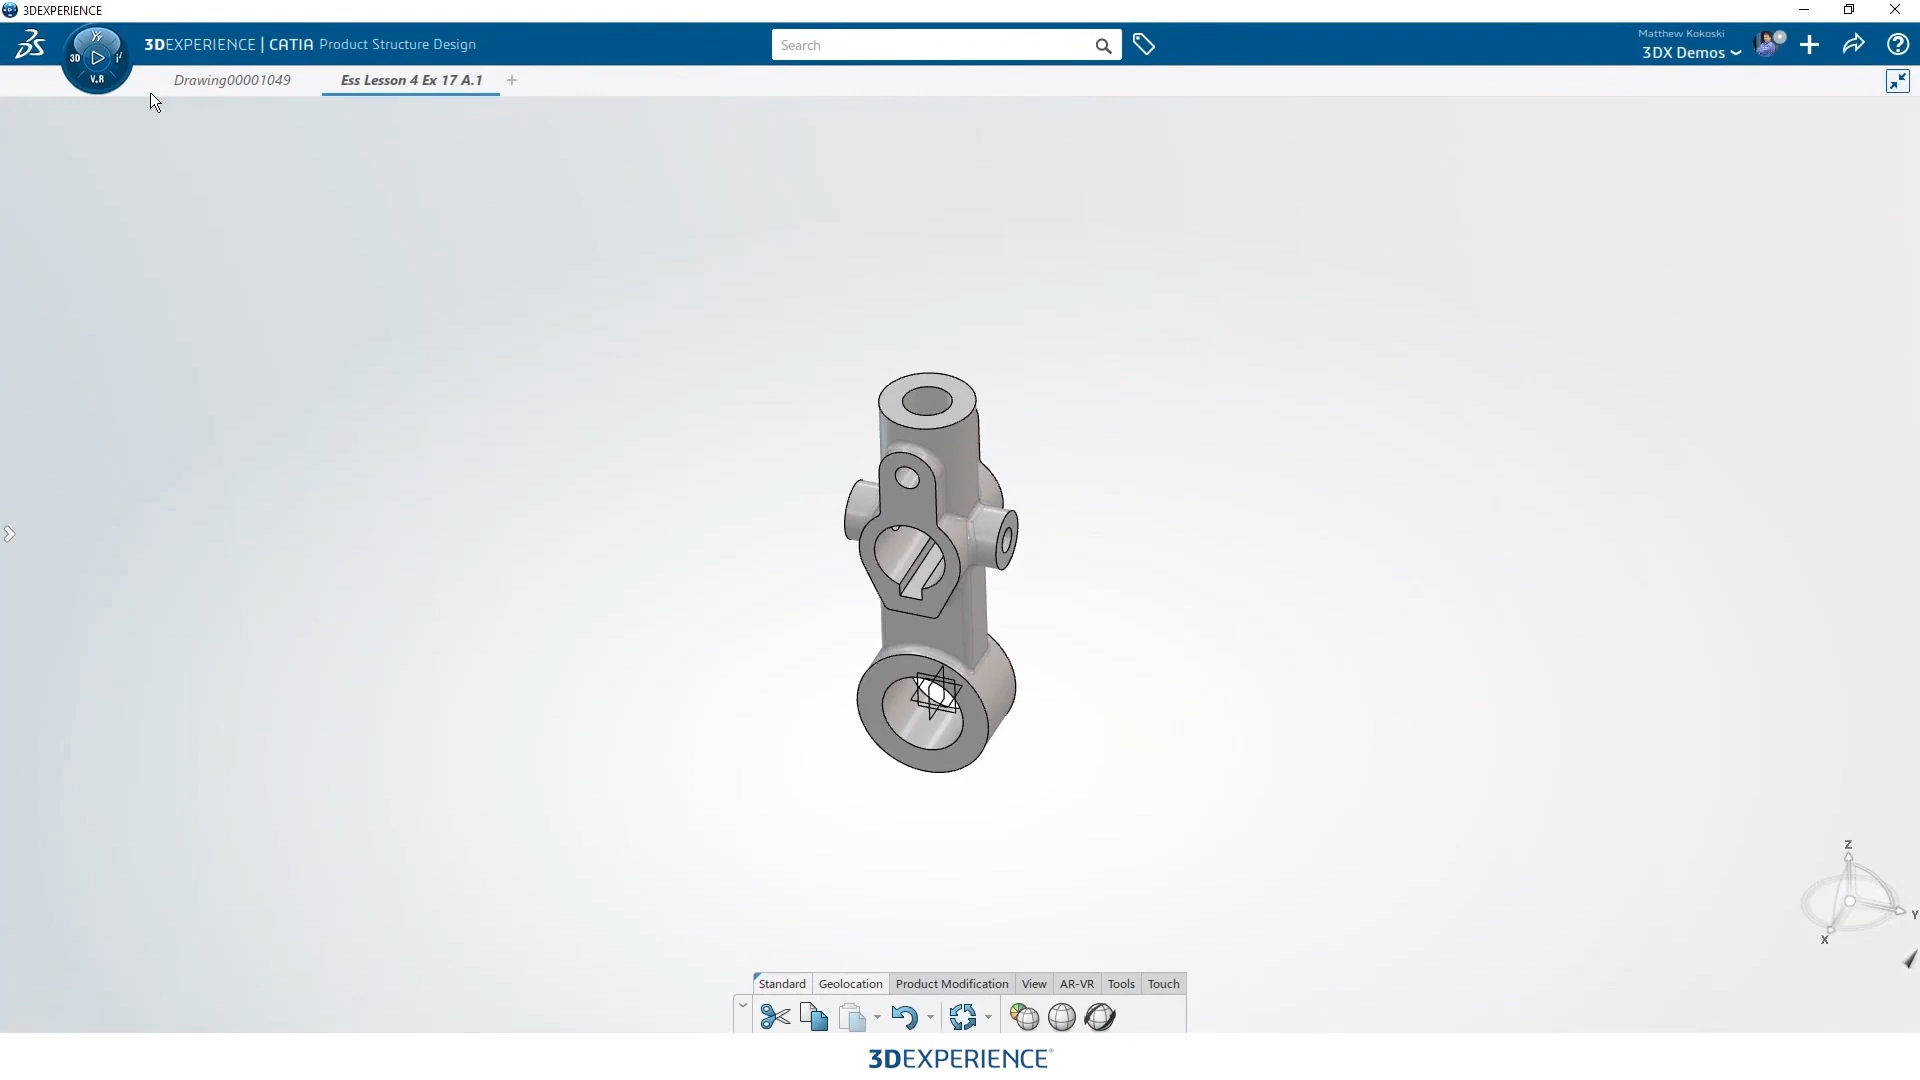 3DEXPERIENCE
3DEXPERIENCE | CATIA Product Structure Design
Search
Matthew Kokoski
3DX Demos
3D
V.R
Drawing00001049
Ess Lesson 4 Ex 17 A.1
+
Z
Y
X
Standard Geolocation Product Modification View AR-VR Tools Touch
3DEXPERIENCE